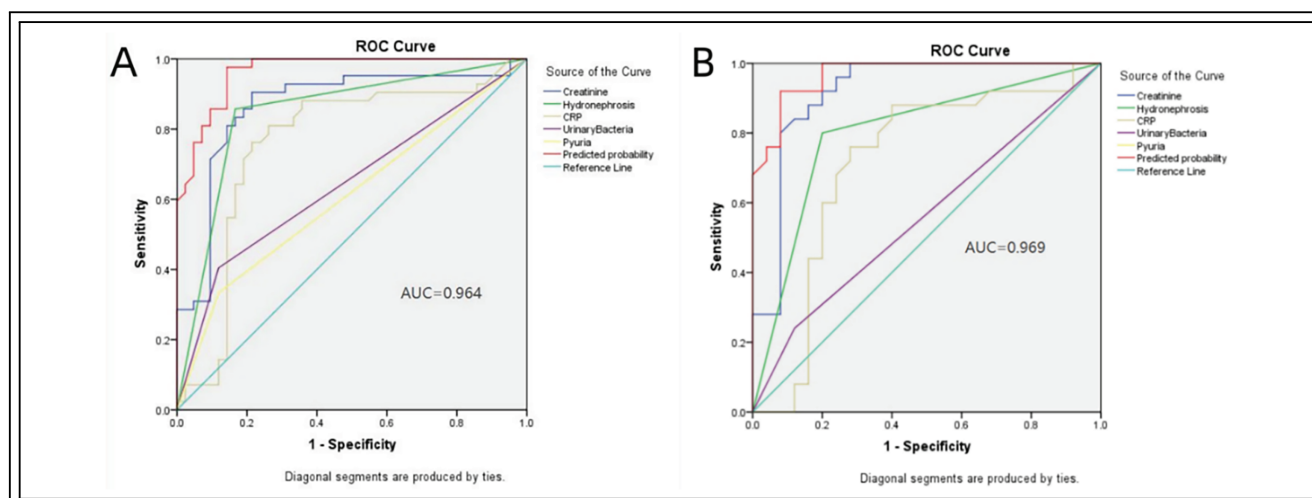 A
ROC Curve
Source of the Curve
Creatinine
Hydronephrosis
CRP
UrinaryBacteria
Pyuria
Predicted probability
Reference Line
Sensitivity
1.0
0.8
0.6
0.4
0.2
0.0
AUC=0.964
0.0 0.2 0.4 0.6 0.8 1.0
1 - Specificity
Diagonal segments are produced by ties.
B
ROC Curve
Source of the Curve
Creatinine
Hydronephrosis
CRP
UrinaryBacteria
Pyuria
Predicted probability
Reference Line
Sensitivity
1.0
0.8
0.6
0.4
0.2
0.0
AUC=0.969
0.0 0.2 0.4 0.6 0.8 1.0
1 - Specificity
Diagonal segments are produced by ties.